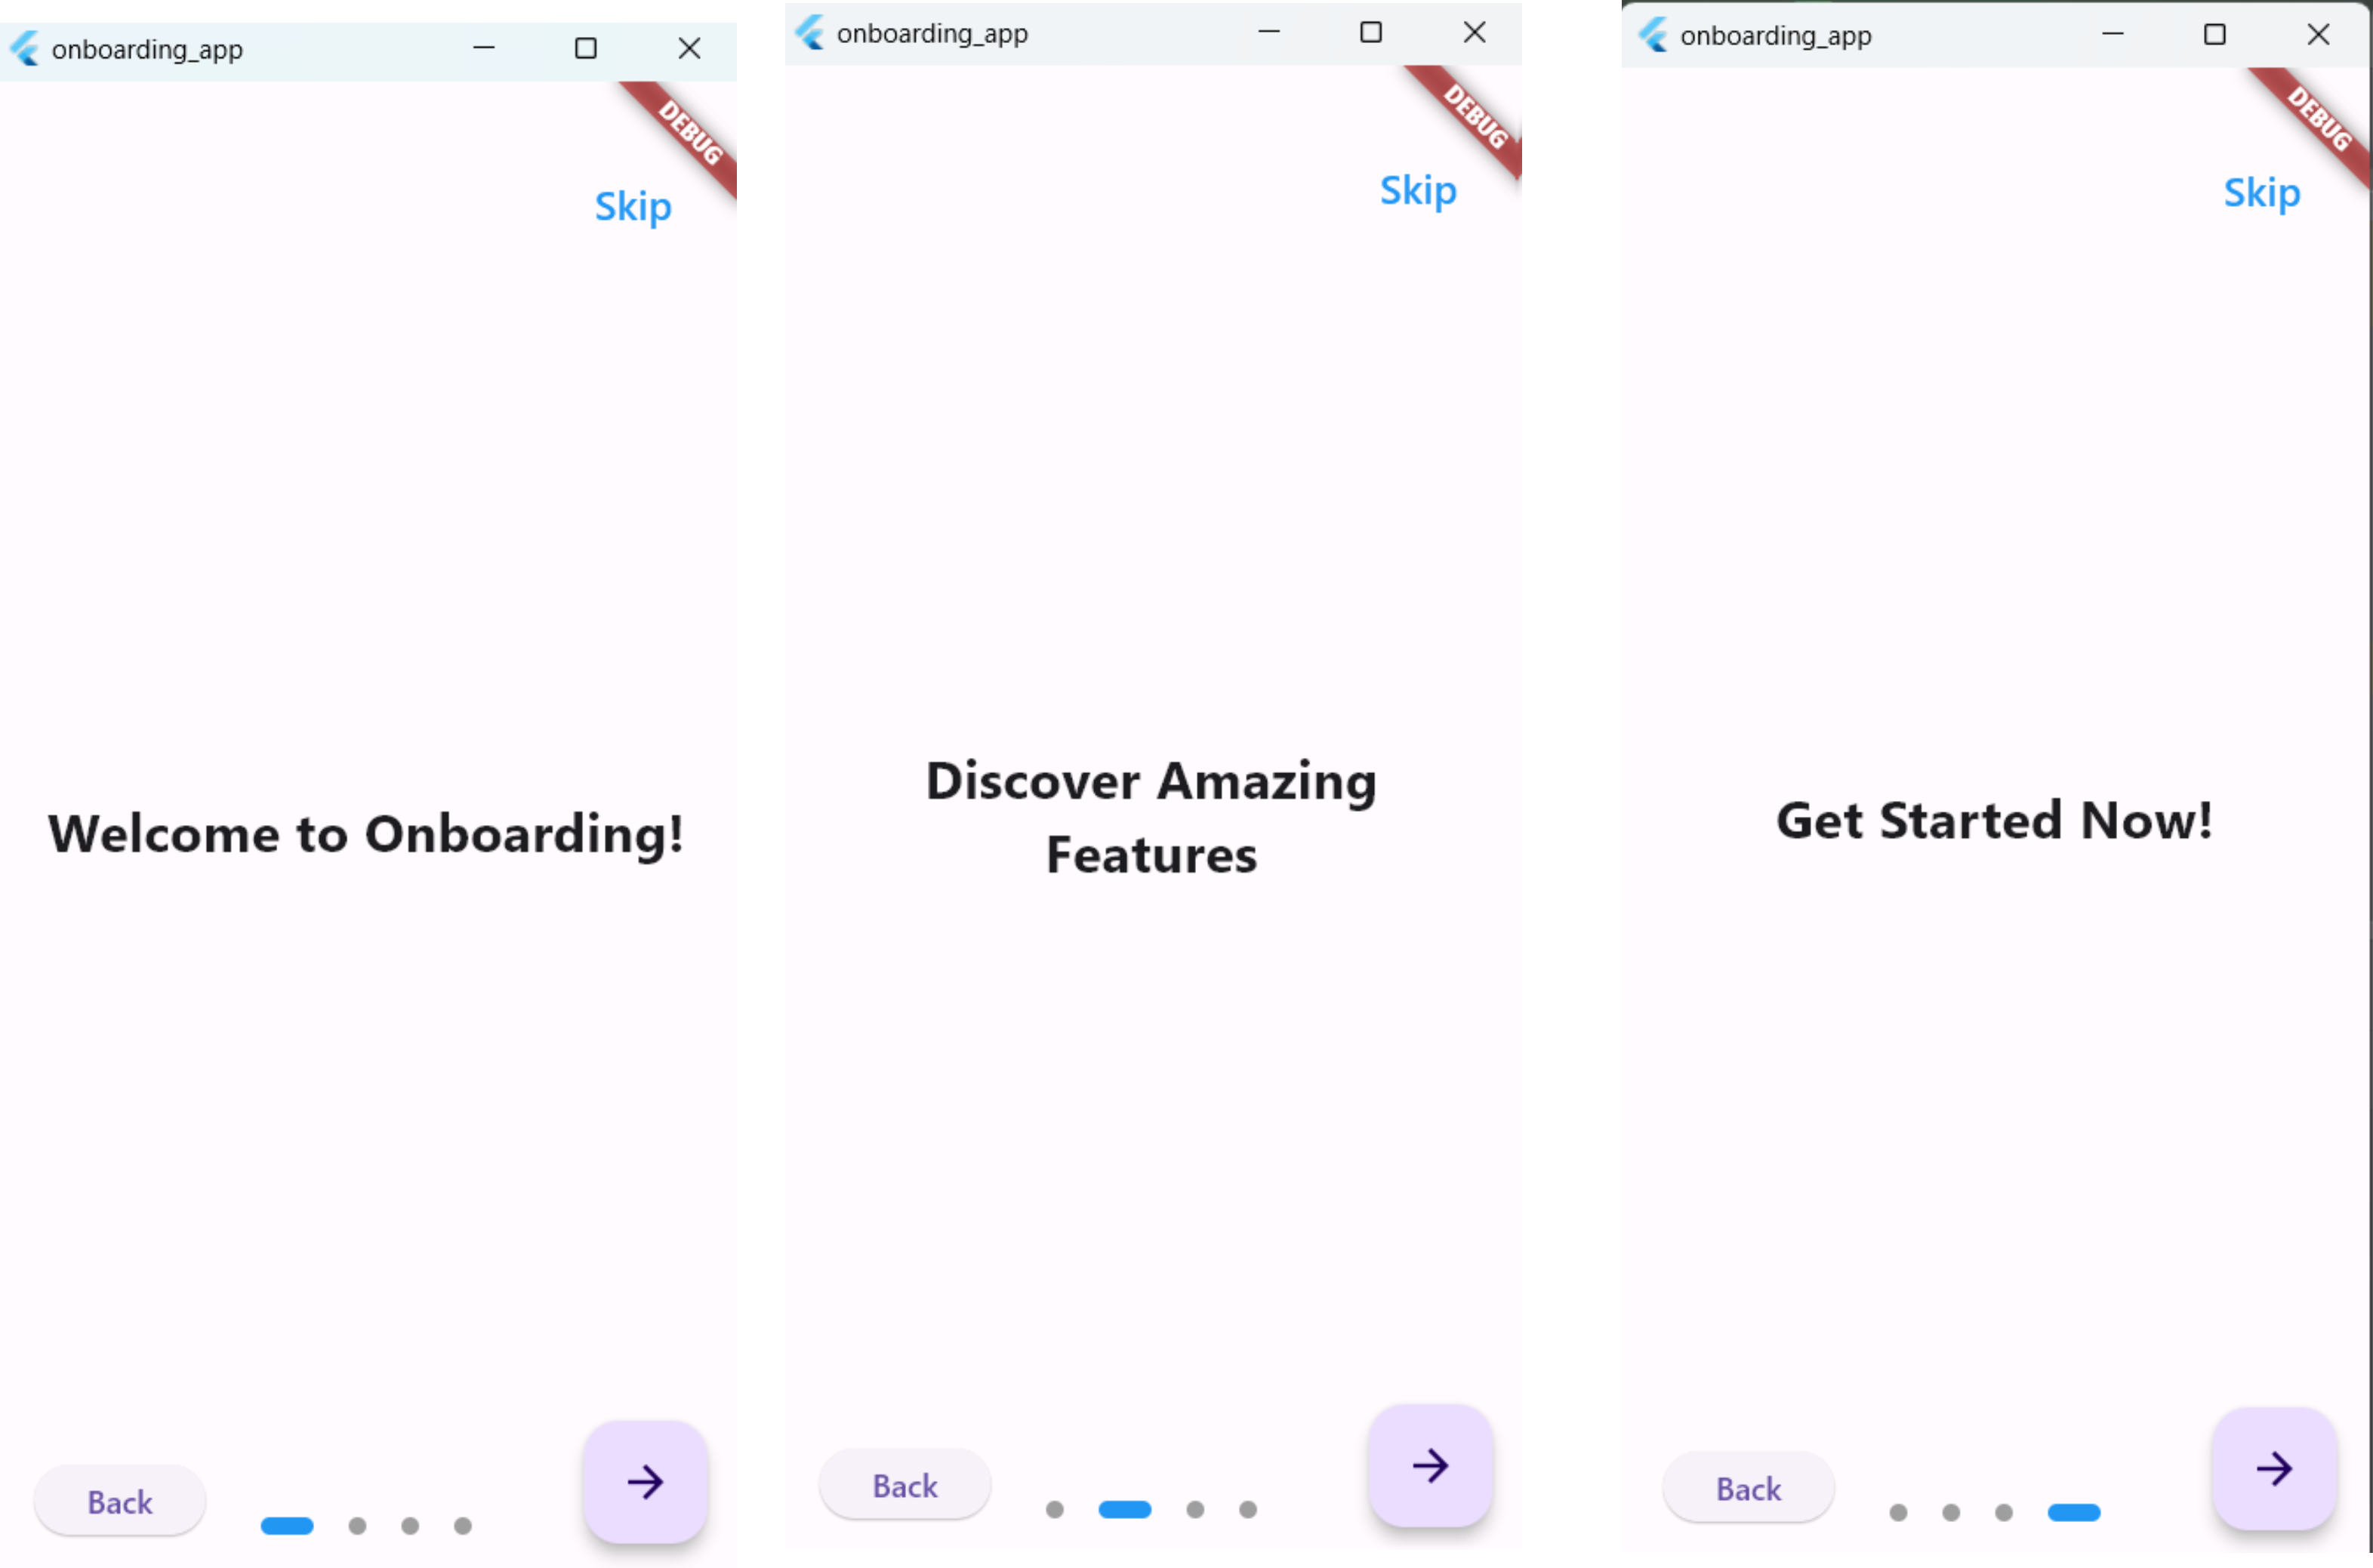 onboarding_app
DEBUG
Skip
Welcome to Onboarding!
Back
onboarding_app
DEBUG
Skip
Discover Amazing
Features
Back
onboarding_app
DEBUG
Skip
Get Started Now!
Back